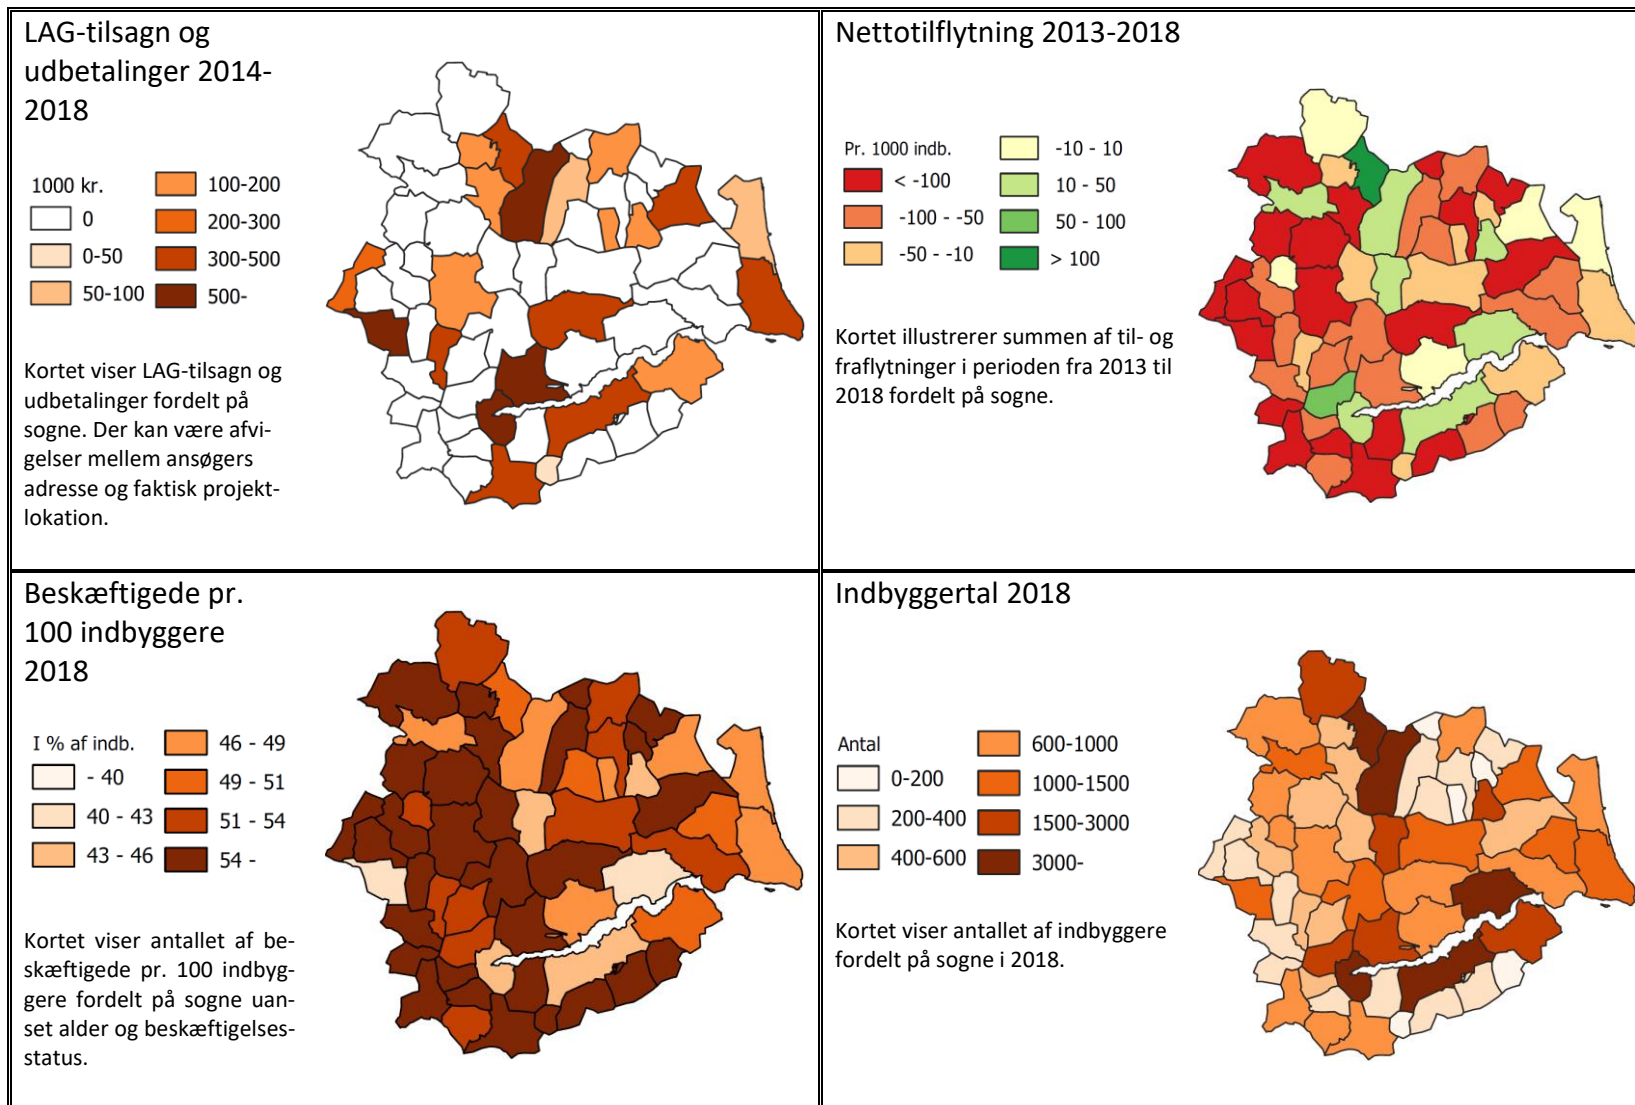 LAG-tilsagn og
udbetalinger 2014-
2018
1000 kr.
0
0-50
50-100
100-200
200-300
300-500
500-
Kortet viser LAG-tilsagn og
udbetalinger fordelt på
sogne. Der kan være afvi-
gelser mellem ansøgers
adresse og faktisk projekt-
lokation.
Nettotilflytning 2013-2018
Pr. 1000 indb.
< -100
-100 - -50
-50 - -10
-10 - 10
10 - 50
50 - 100
> 100
Kortet illustrerer summen af til- og
fraflytninger i perioden fra 2013 til
2018 fordelt på sogne.
Beskæftigede pr.
100 indbyggere
2018
I % af indb.
- 40
40 - 43
43 - 46
46 - 49
49 - 51
51 - 54
54 -
Kortet viser antallet af be-
skæftigede pr. 100 indbyg-
gere fordelt på sogne uan-
set alder og beskæftigelses-
status.
Indbyggertal 2018
Antal
0-200
200-400
400-600
600-1000
1000-1500
1500-3000
3000-
Kortet viser antallet af indbyggere
fordelt på sogne i 2018.